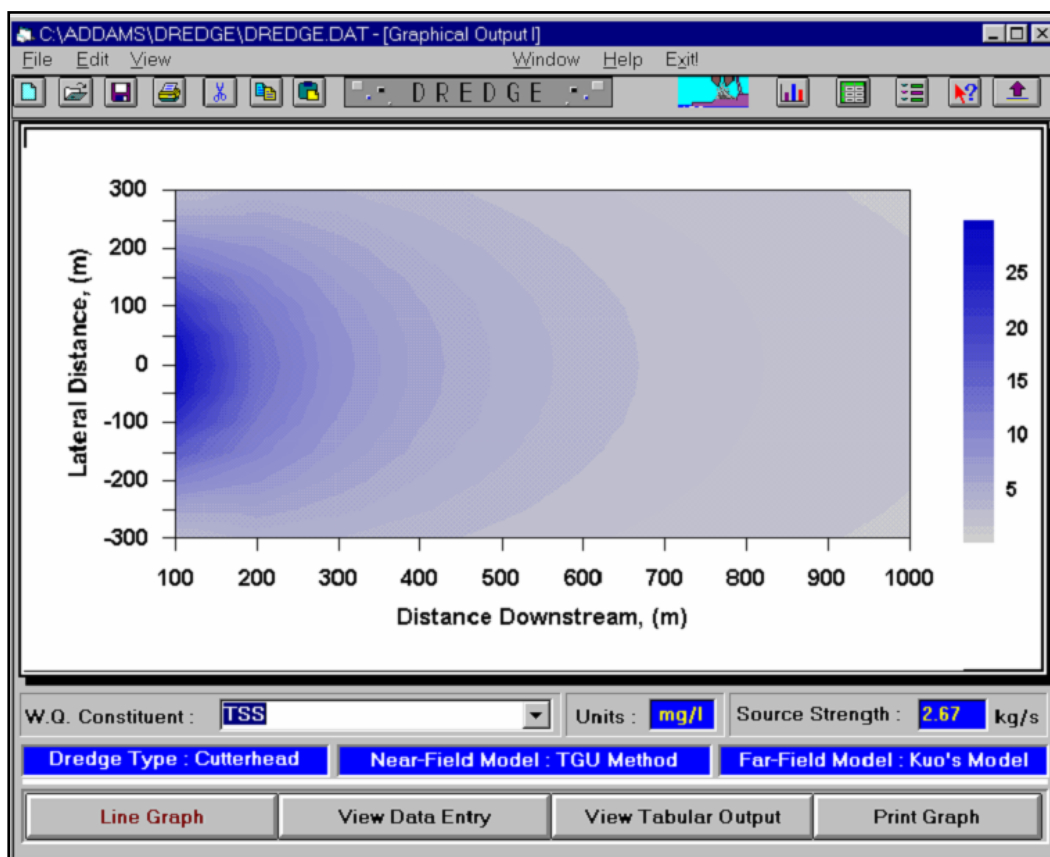 C:\ADDAMS\DREDGE\DREDGE.DAT - [Graphical Output I]
File Edit View Window Help Exit!
DREDGE
300
200
100
0
-100
-200
-300
Lateral Distance, (m)
100 200 300 400 500 600 700 800 900 1000
Distance Downstream, (m)
25
20
15
10
5
W.Q. Constituent : TSS Units : mg/l Source Strength : 2.67 kg/s
Dredge Type : Cutterhead Near-Field Model : TGU Method Far-Field Model : Kuo's Model
Line Graph View Data Entry View Tabular Output Print Graph